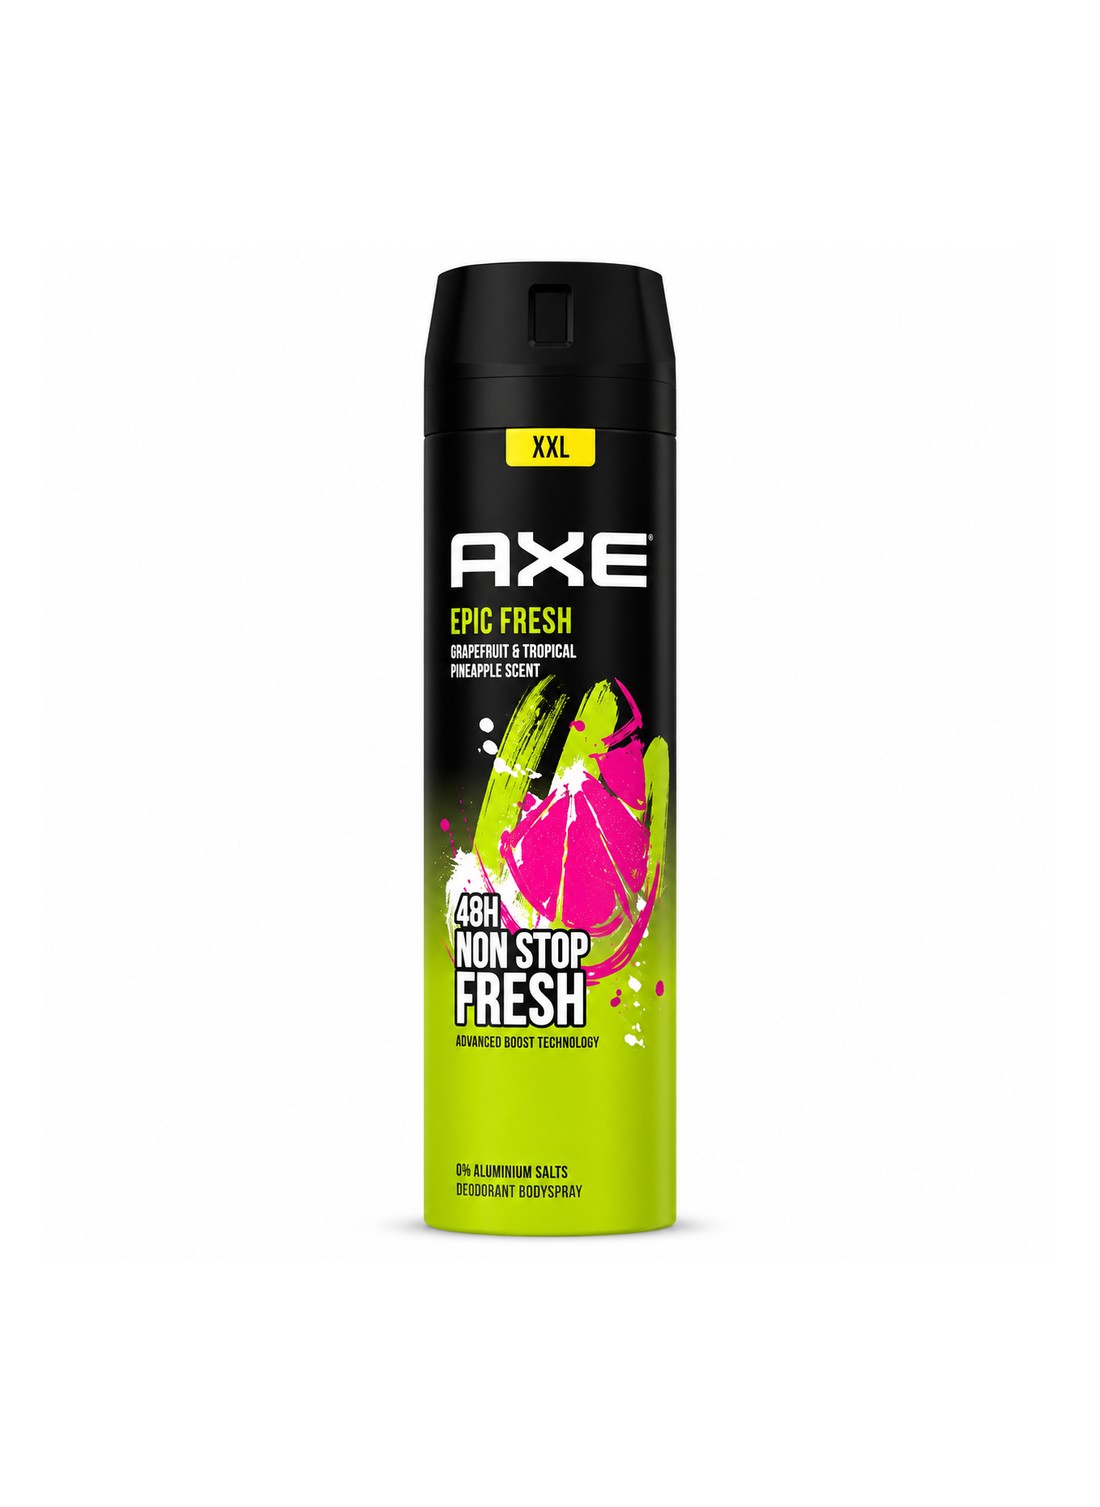 XXL
AXE®
EPIC FRESH
GRAPEFRUIT & TROPICAL
PINEAPPLE SCENT
48H
NON STOP
FRESH
ADVANCED BOOST TECHNOLOGY
0% ALUMINIUM SALTS
DEODORANT BODYSPRAY